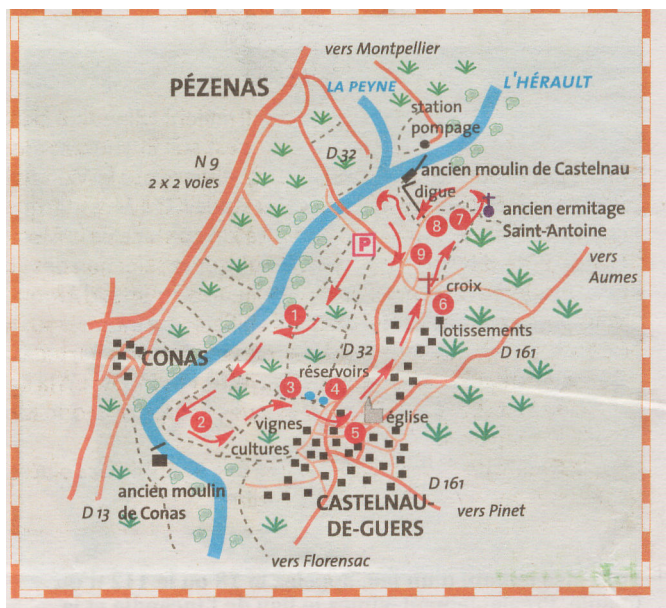 vers Montpellier
PÉZENAS
LA PEYNE
L'HÉRAULT
station
pompage
D 32
N 9
2 x 2 voies
ancien moulin de Castelnau
digue
ancien ermitage
Saint-Antoine
8
7
9
P
vers
Aumes
croix
6
1
lotissements
CONAS
D 32
D 161
réservoirs
3
4
2
église
vignes
5
cultures
ancien moulin
de Conas
D 161
D 13
CASTELNAU-
DE-GUERS
vers Pinet
vers Florensac